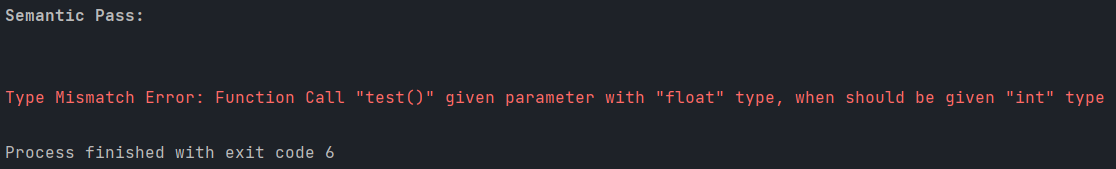 Semantic Pass:
Type Mismatch Error: Function Call "test()" given parameter with "float" type, when should be given "int" type
Process finished with exit code 6